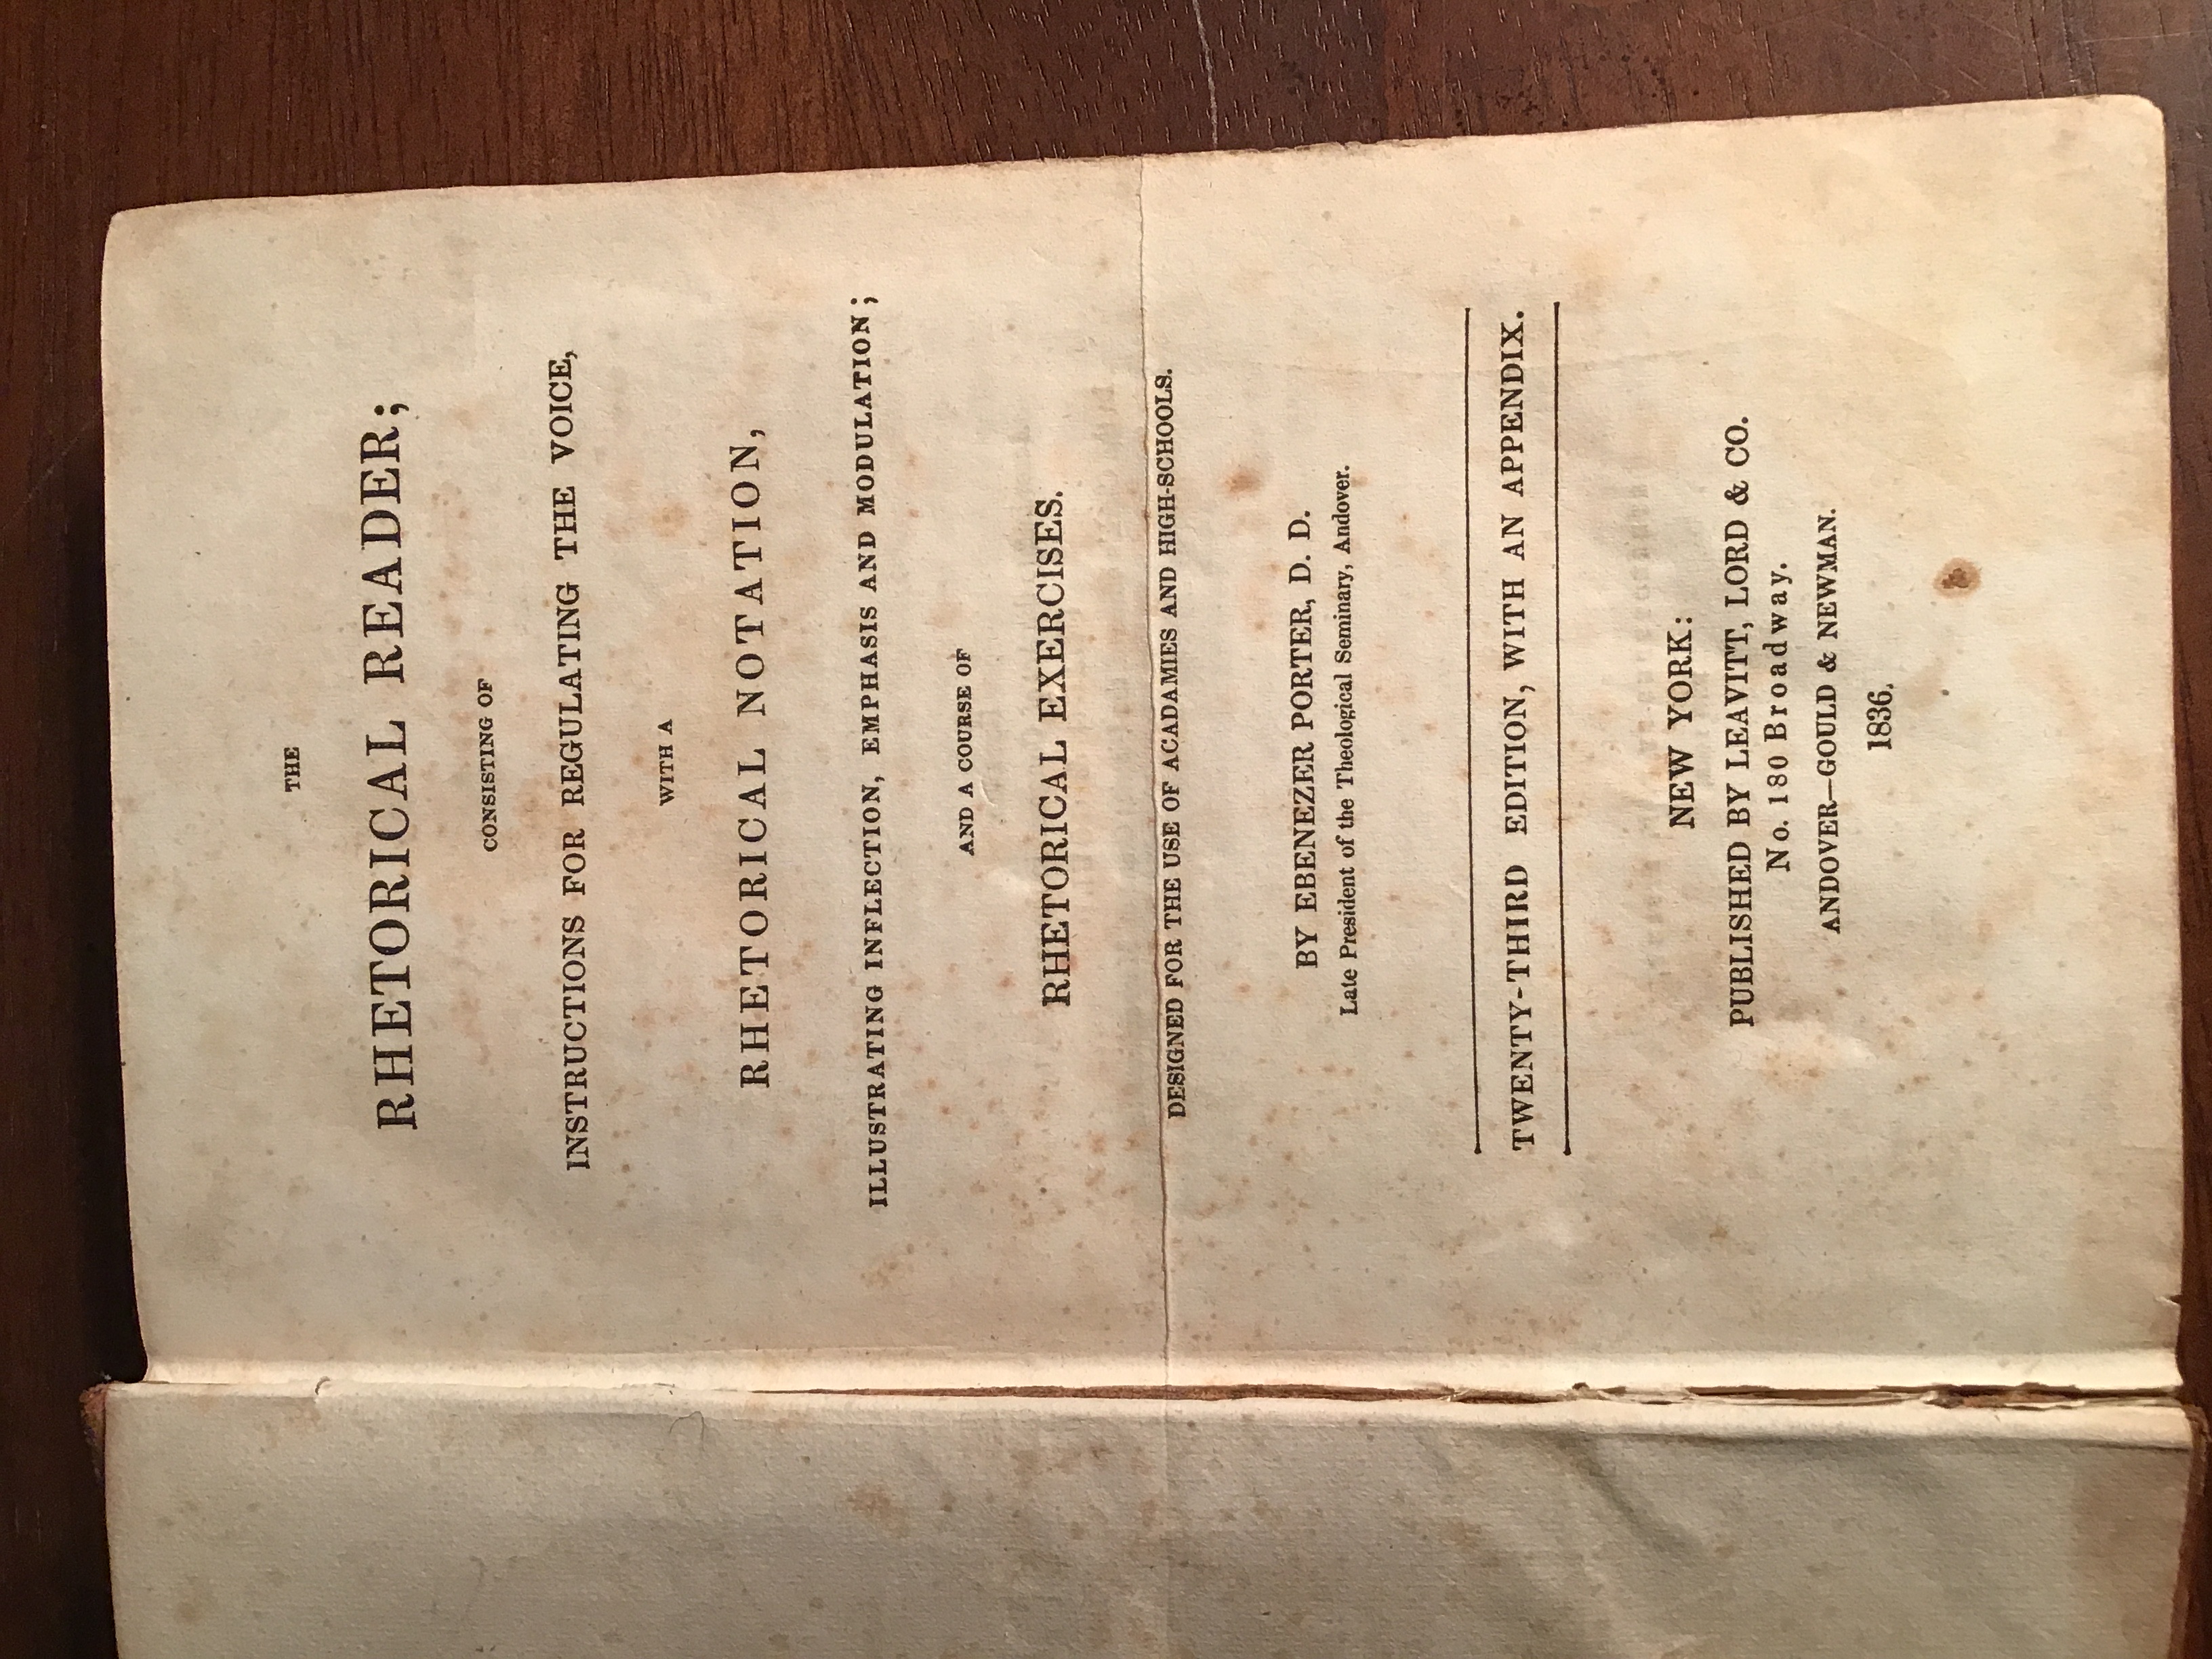 THE
RHETORICAL READER;
CONSISTING OF
INSTRUCTIONS FOR REGULATING THE VOICE,
WITH A
RHETORICAL NOTATION,
ILLUSTRATING INFLECTION, EMPHASIS AND MODULATION;
AND A COURSE OF
RHETORICAL EXERCISES.
DESIGNED FOR THE USE OF ACADAMIES AND HIGH-SCHOOLS.
BY EBENEZER PORTER, D. D.
Late President of the Theological Seminary, Andover.
TWENTY-THIRD EDITION, WITH AN APPENDIX.
NEW YORK:
PUBLISHED BY LEAVITT, LORD & CO.
No. 180 Broadway.
ANDOVER—GOULD & NEWMAN.
1836.